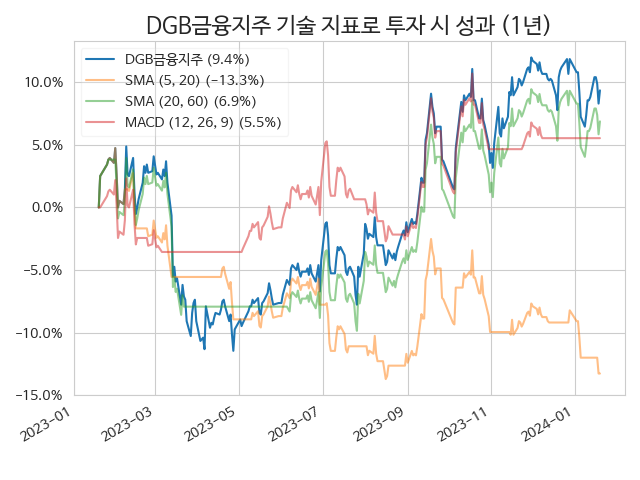 DGB금융지주 기술 지표로 투자 시 성과 (1년)
DGB금융지주 (9.4%)
SMA (5, 20) (−13.3%)
SMA (20, 60) (6.9%)
MACD (12, 26, 9) (5.5%)
10.0%
5.0%
0.0%
−5.0%
−10.0%
−15.0%
2023-01
2023-03
2023-05
2023-07
2023-09
2023-11
2024-01